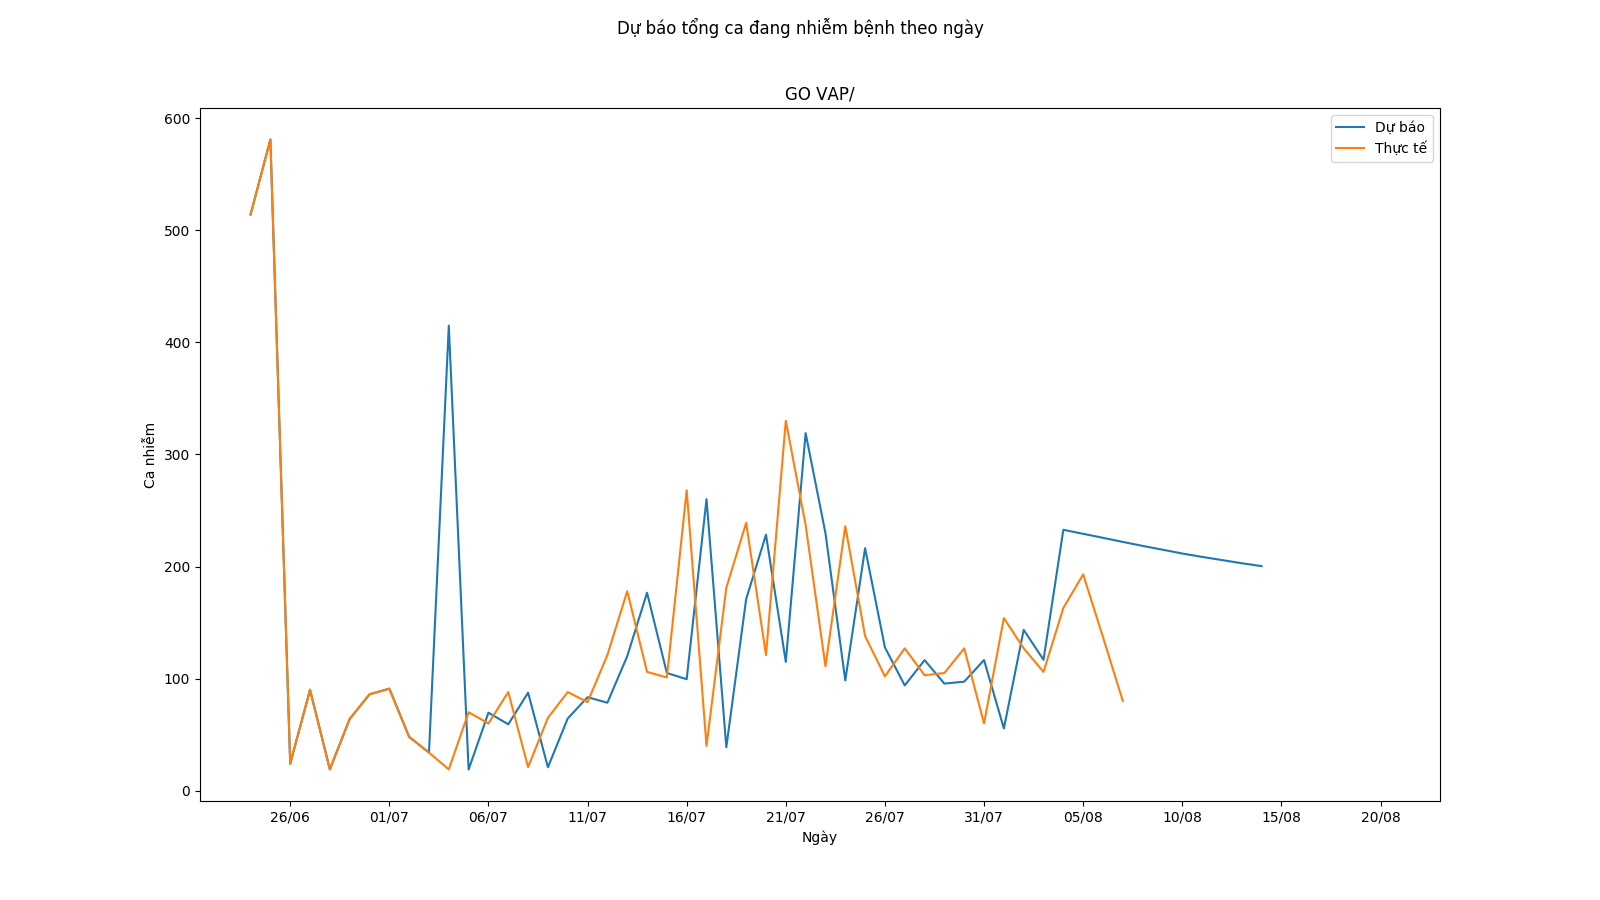 Dự báo tổng ca đang nhiễm bệnh theo ngày
GO VAP/
Dự báo
Thực tế
Ca nhiễm
600
500
400
300
200
100
0
26/06 01/07 06/07 11/07 16/07 21/07 26/07 31/07 05/08 10/08 15/08 20/08
Ngày